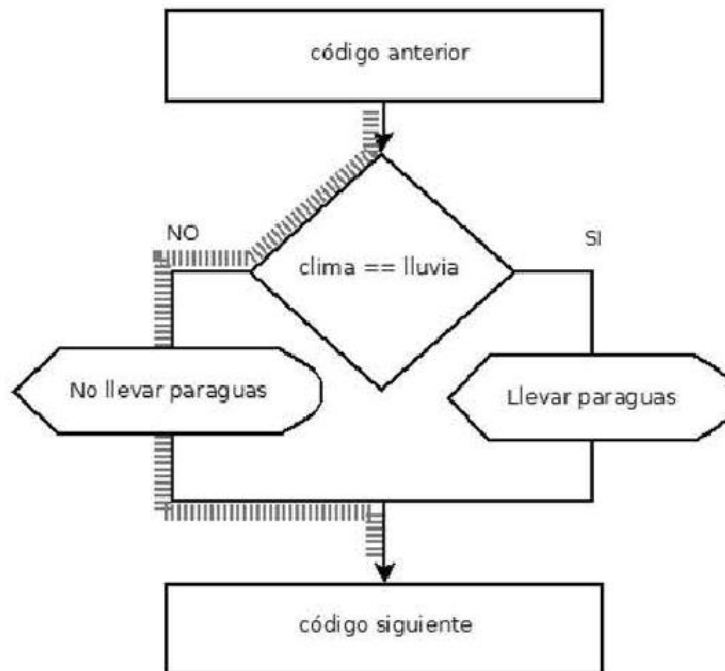 código anterior
NO
SI
clima == lluvia
No llevar paraguas
Llevar paraguas
código siguiente